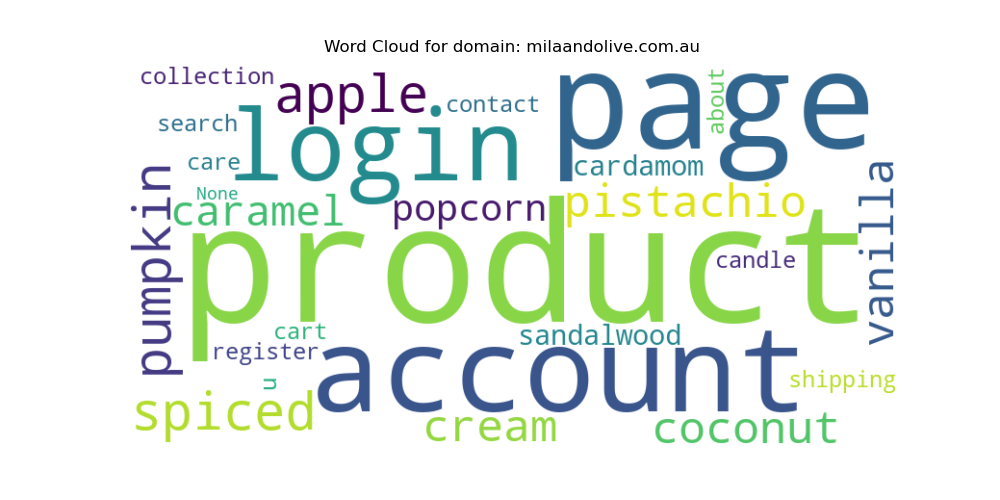 Word Cloud for domain: milaandolive.com.au
collection
apple
contact
page
about
search
login
care
cardamom
None
caramel
popcorn
pistachio
pumpkin
vanilla
product
candle
cart
sandalwood
register
account
u
shipping
spiced
cream
coconut